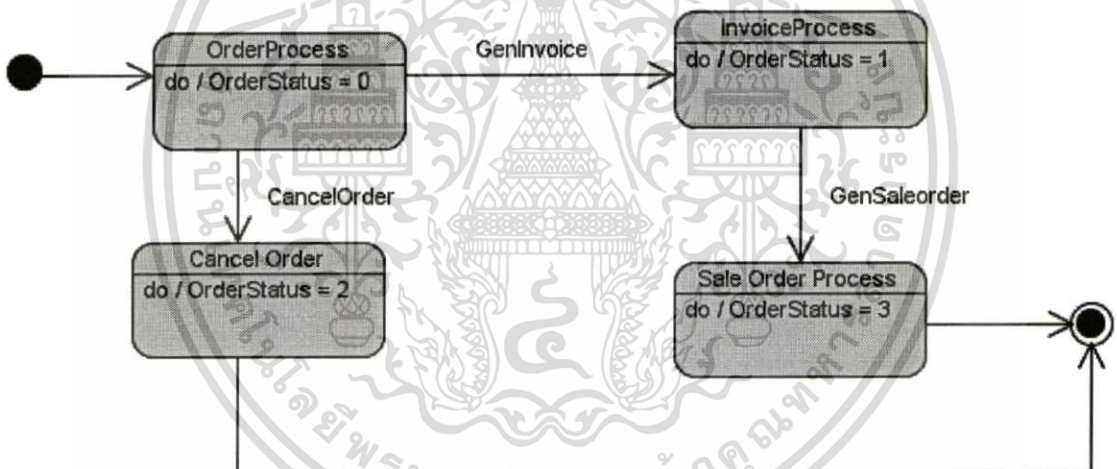 OrderProcess
do / OrderStatus = 0
GenInvoice
InvoiceProcess
do / OrderStatus = 1
CancelOrder
GenSaleorder
Cancel Order
do / OrderStatus = 2
Sale Order Process
do / OrderStatus = 3